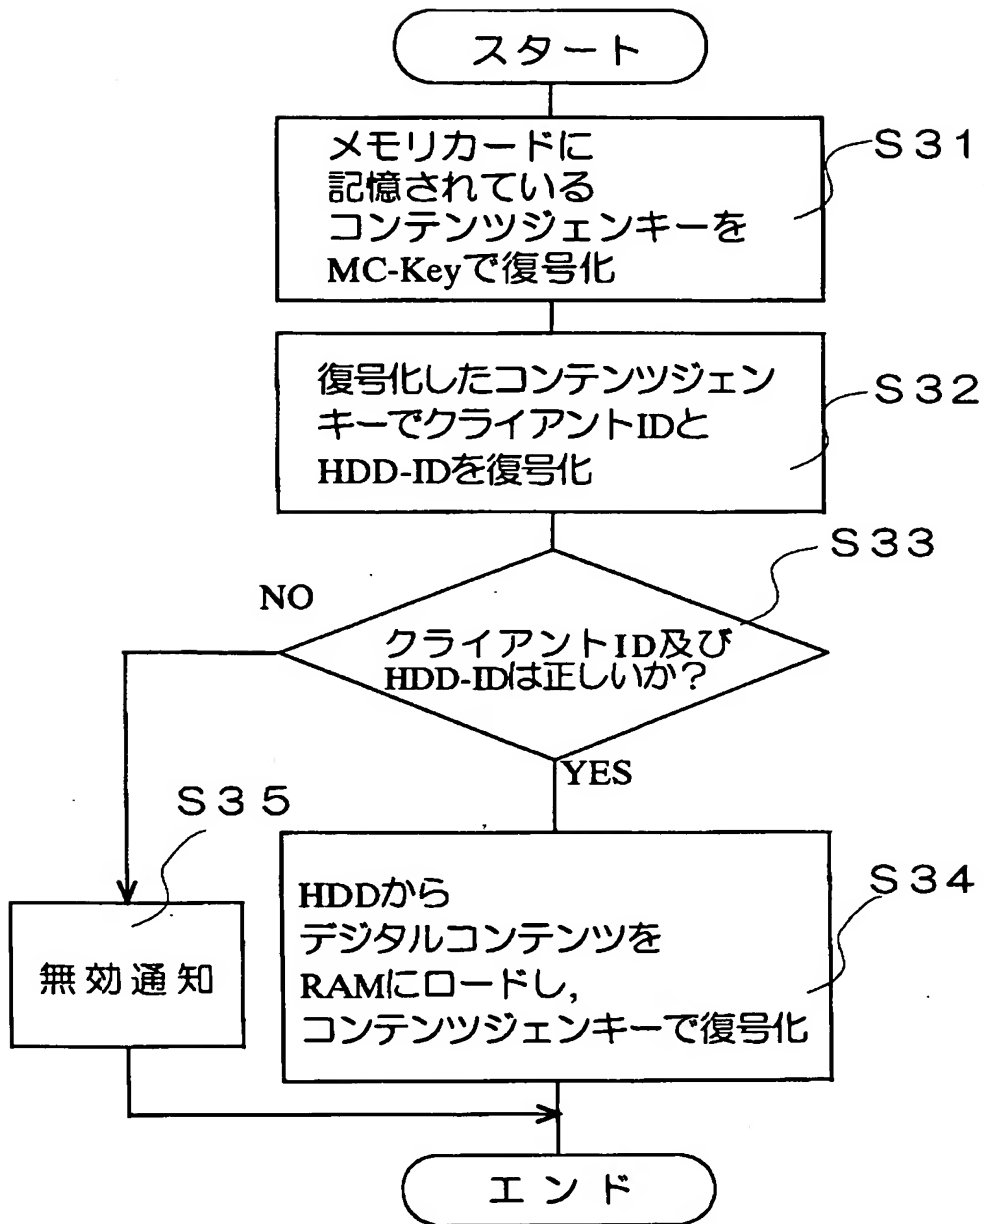 スタート
メモリカードに
記憶されている
コンテンツジェンキーを
MC-Keyで復号化
S31
復号化したコンテンツジェン
キーでクライアントIDと
HDD-IDを復号化
S32
S33
NO
クライアントID及び
HDD-IDは正しいか？
YES
S35
無効通知
HDDから
デジタルコンテンツを
RAMにロードし,
コンテンツジェンキーで復号化
S34
エンド